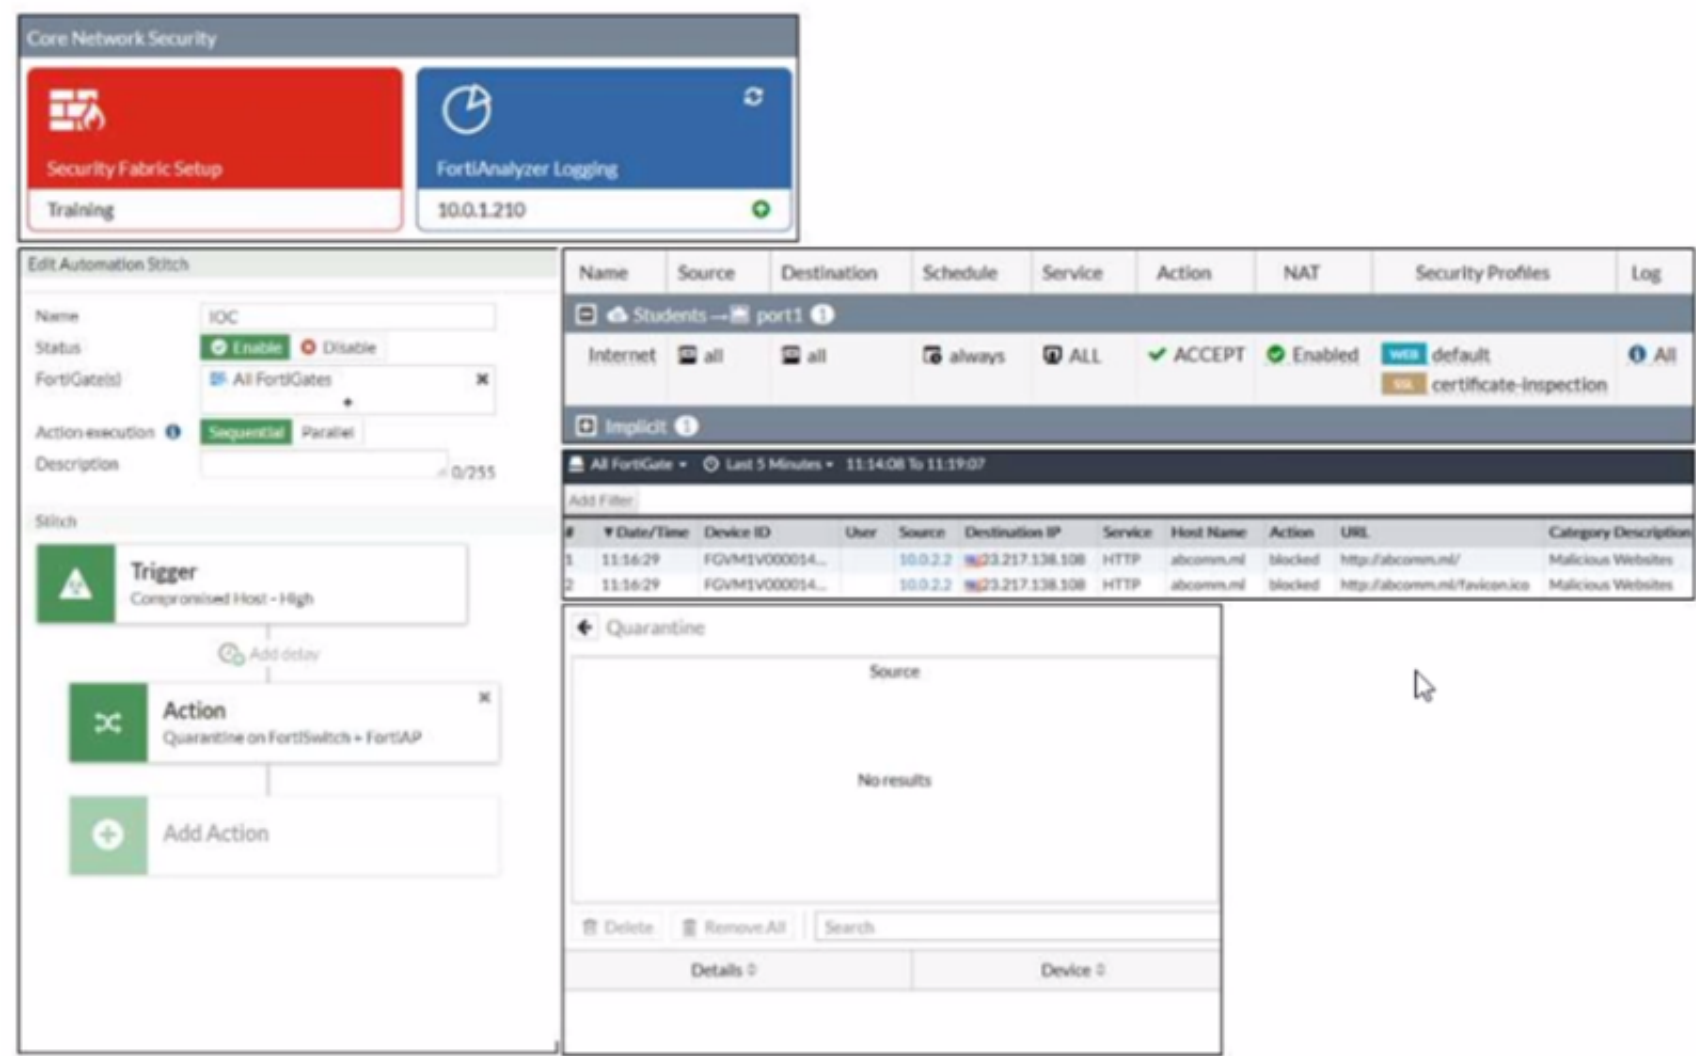 Core Network Security
Security Fabric Setup
Training
FortiAnalyzer Logging
10.0.1.210
Edit Automation Stitch
Name IOC
Status Enable Disable
FortiGate(s) All FortiGates
Action execution Sequential Parallel
Description 0/255
Stitch
Trigger
Compromised Host - High
Add delay
Action
Quarantine on FortiSwitch + FortiAP
Add Action
Name Source Destination Schedule Service Action NAT Security Profiles Log
Students → port1 1
Internet all all always ALL ACCEPT Enabled WEB default All
SSL certificate-inspection
Implicit 1
All FortiGate Last 5 Minutes 11:14:08 To 11:19:07
Add Filter
# Date/Time Device ID User Source Destination IP Service Host Name Action URL Category Description
1 11:16:29 FGVM1V000014... 10.0.2.2 23.217.138.108 HTTP abcomm.ml blocked http://abcomm.ml/ Malicious Websites
2 11:16:29 FGVM1V000014... 10.0.2.2 23.217.138.108 HTTP abcomm.ml blocked http://abcomm.ml/favicon.ico Malicious Websites
Quarantine
Source
No results
Delete Remove All Search
Details Device